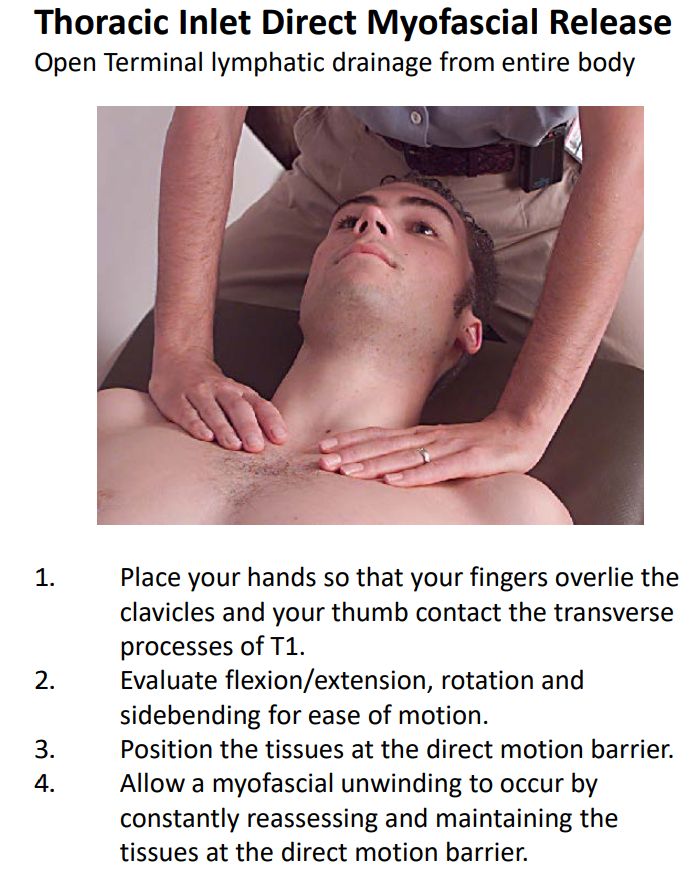 Thoracic Inlet Direct Myofascial Release
Open Terminal lymphatic drainage from entire body
1. Place your hands so that your fingers overlie the
clavicles and your thumb contact the transverse
processes of T1.
2. Evaluate flexion/extension, rotation and
sidebending for ease of motion.
3. Position the tissues at the direct motion barrier.
4. Allow a myofascial unwinding to occur by
constantly reassessing and maintaining the
tissues at the direct motion barrier.